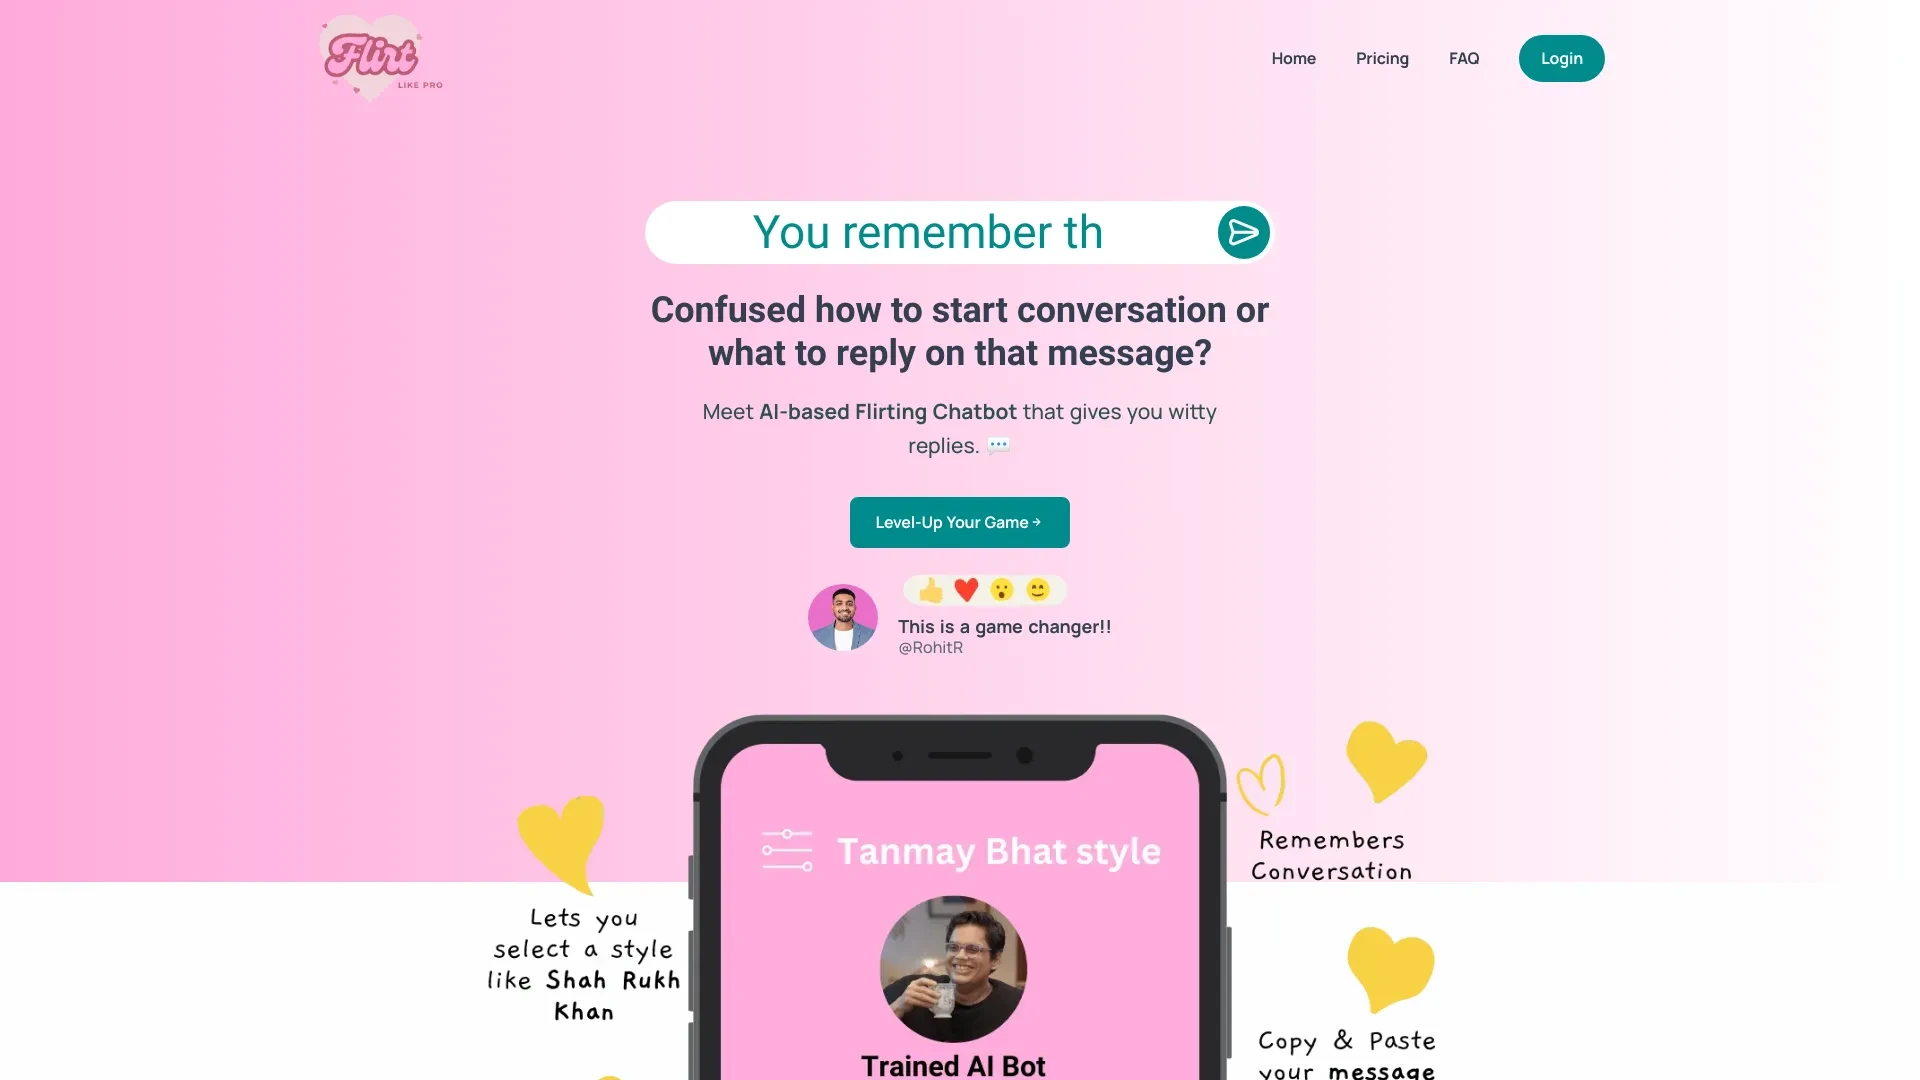 Flirt
LIKE PRO
Home
Pricing
FAQ
Login
You remember th
Confused how to start conversation or
what to reply on that message?
Meet AI-based Flirting Chatbot that gives you witty
replies. 💬
Level-Up Your Game →
This is a game changer!!
@RohitR
Tanmay Bhat style
Trained AI Bot
Lets you
select a style
like Shah Rukh
Khan
Remembers
Conversation
Copy & Paste
your message